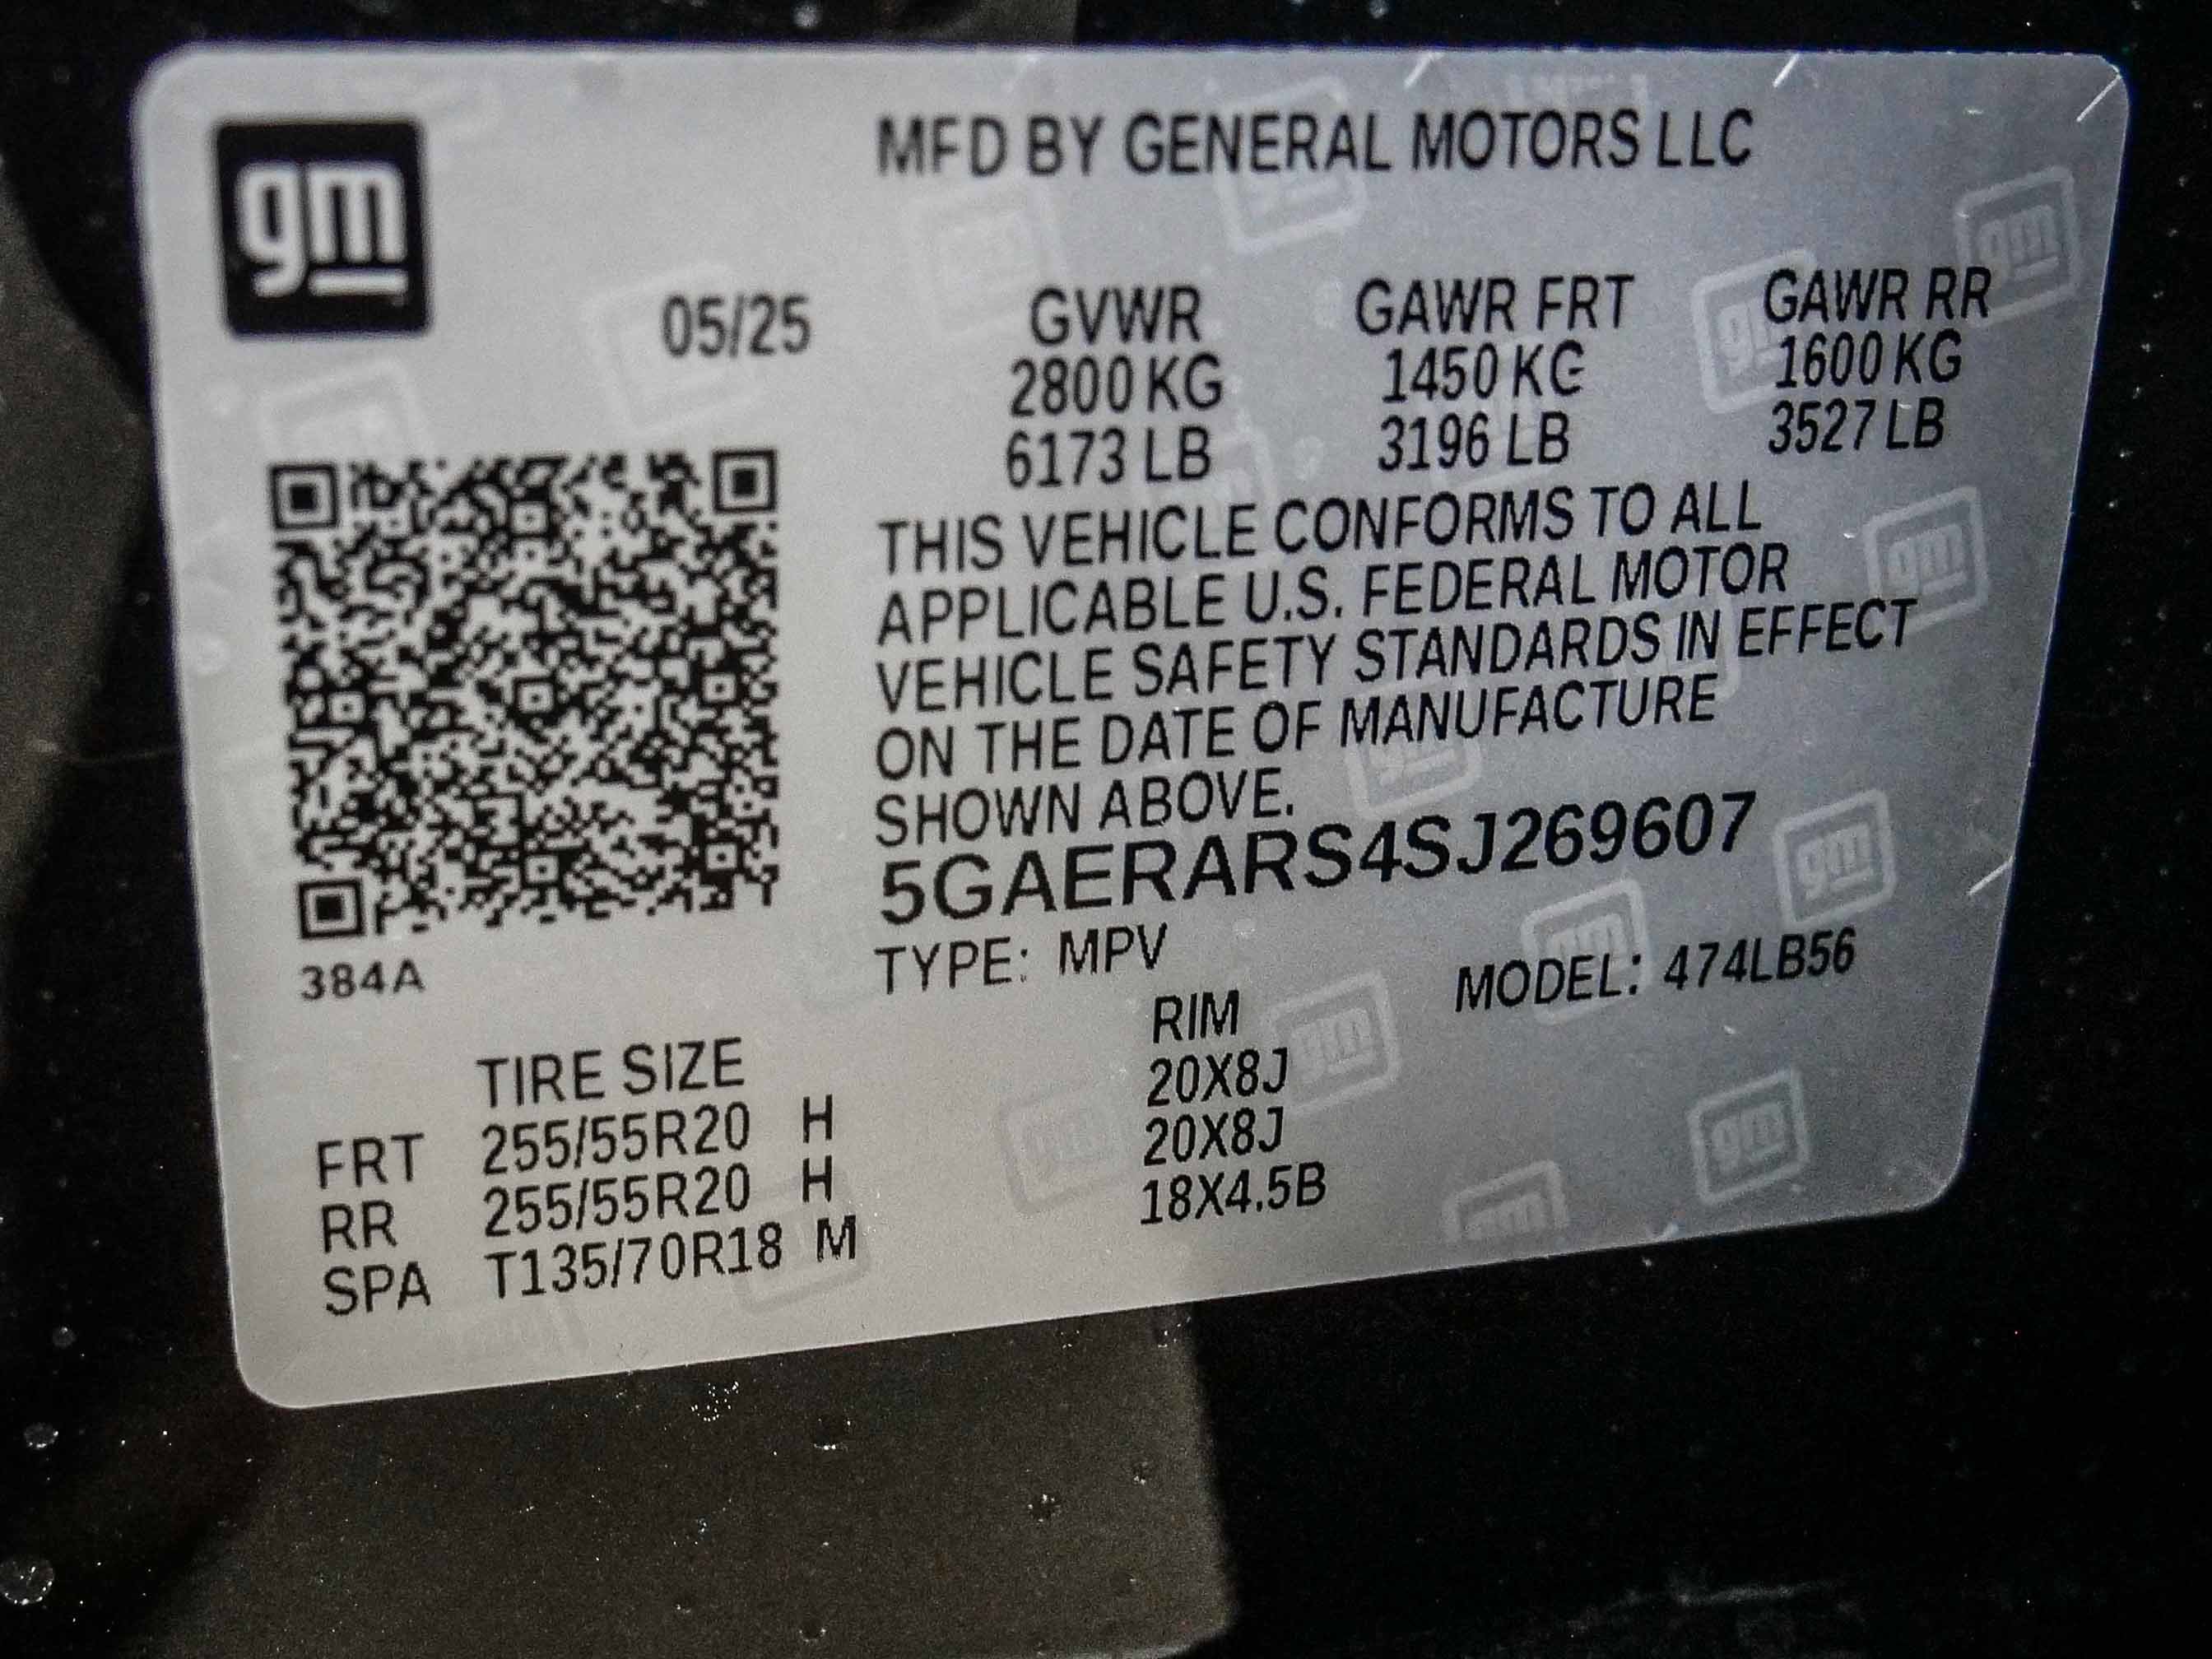 gm
MFD BY GENERAL MOTORS LLC
05/25 GVWR GAWR FRT GAWR RR
2800 KG 1450 KG 1600 KG
6173 LB 3196 LB 3527 LB
THIS VEHICLE CONFORMS TO ALL
APPLICABLE U.S. FEDERAL MOTOR
VEHICLE SAFETY STANDARDS IN EFFECT
ON THE DATE OF MANUFACTURE
SHOWN ABOVE.
5GAERARS4SJ269607
384A
TYPE: MPV MODEL: 474LB56
TIRE SIZE RIM
FRT 255/55R20 H 20X8J
RR 255/55R20 H 20X8J
SPA T135/70R18 M 18X4.5B